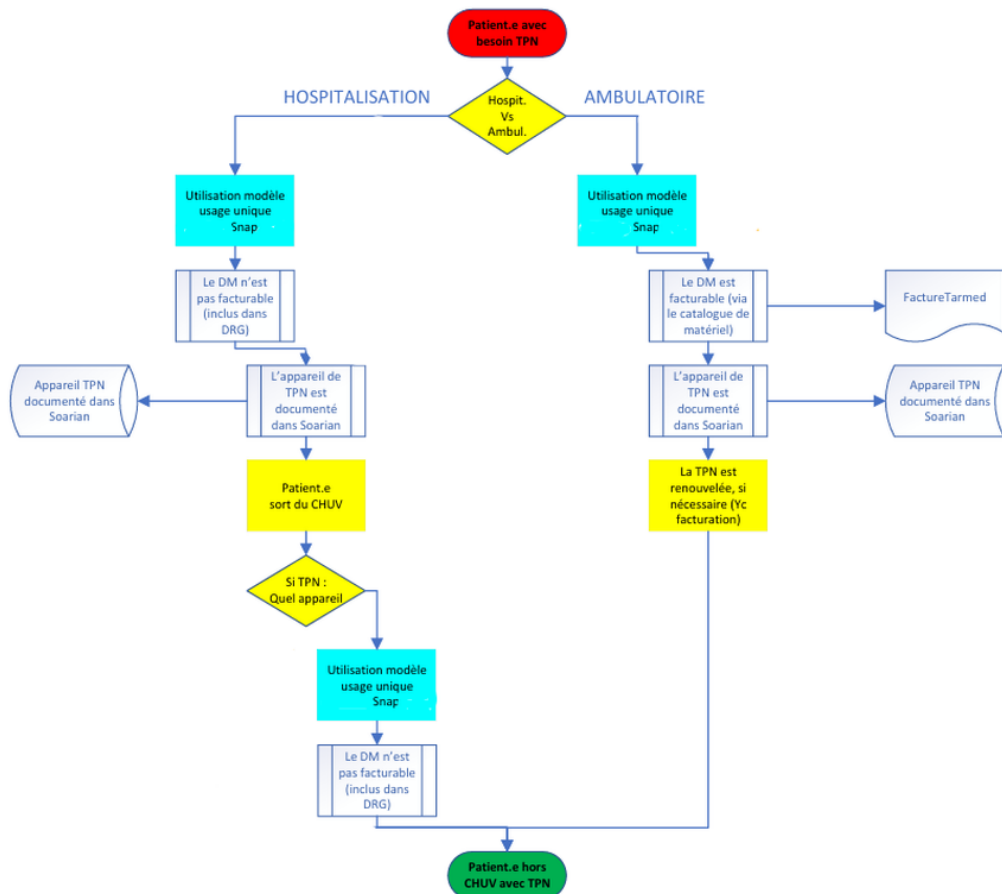 Patient.e avec
besoin TPN
HOSPITALISATION
AMBULATOIRE
Hospit.
Vs
Ambul.
Utilisation modèle
usage unique
Snap
Utilisation modèle
usage unique
Snap
Le DM n'est
pas facturable
(inclus dans
DRG)
Le DM est
facturable (via
le catalogue de
matériel)
FactureTarmed
Appareil TPN
documenté dans
Soarian
L'appareil de
TPN est
documenté
dans Soarian
L'appareil de
TPN est
documenté
dans Soarian
Appareil TPN
documenté dans
Soarian
Patient.e
sort du CHUV
La TPN est
renouvelée, si
nécessaire (Yc
facturation)
Si TPN :
Quel appareil
Utilisation modèle
usage unique
Snap
Le DM n'est
pas facturable
(inclus dans
DRG)
Patient.e hors
CHUV avec TPN